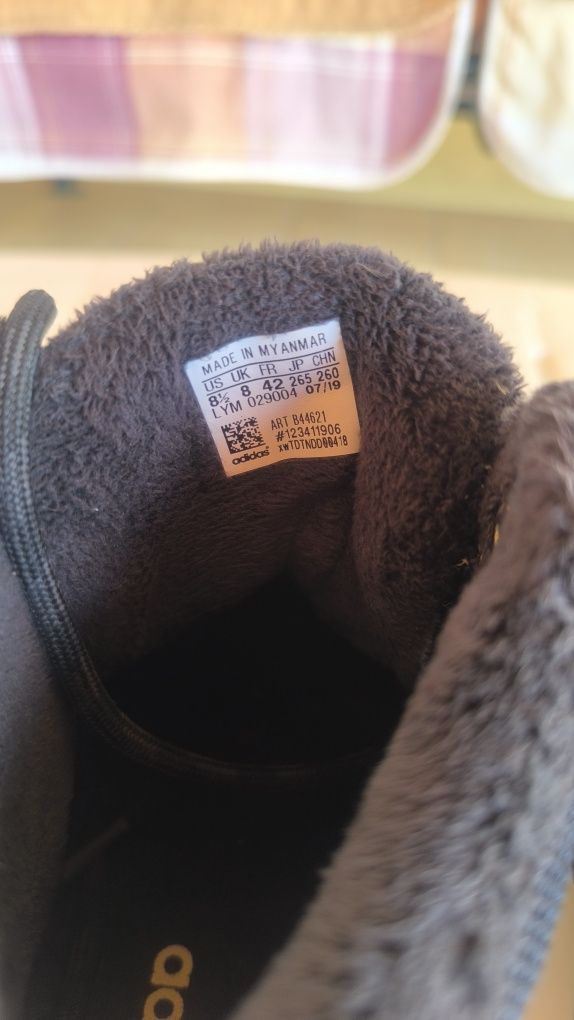 MADE IN MYANMAR
US UK FR JP CHN
8½ 8 42 265 260
LYM 029004 07/19
ART B44621
#123411906
adidas